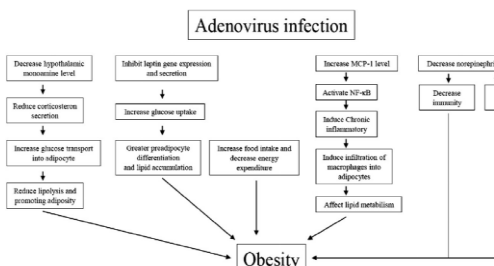 Adenovirus infection
Decrease hypothalamic
monoamine level
Reduce corticosteron
secretion
Increase glucose transport
into adipocyte
Reduce lipolysis and
promoting adiposity
Inhibit leptin gene expression
and secretion
Increase glucose uptake
Greater preadipocyte
differentiation
and lipid accumulation
Increase food intake and
decrease energy
expenditure
Increase MCP-1 level
Activate NF-κB
Induce Chronic
inflammatory
Induce infiltration of
macrophages into
adipocytes
Affect lipid metabolism
Decrease norepinephri
Decrease
immunity
Obesity